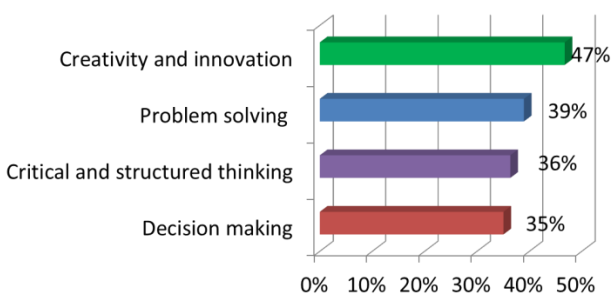 Creativity and innovation 47%
Problem solving 39%
Critical and structured thinking 36%
Decision making 35%
0% 10% 20% 30% 40% 50%